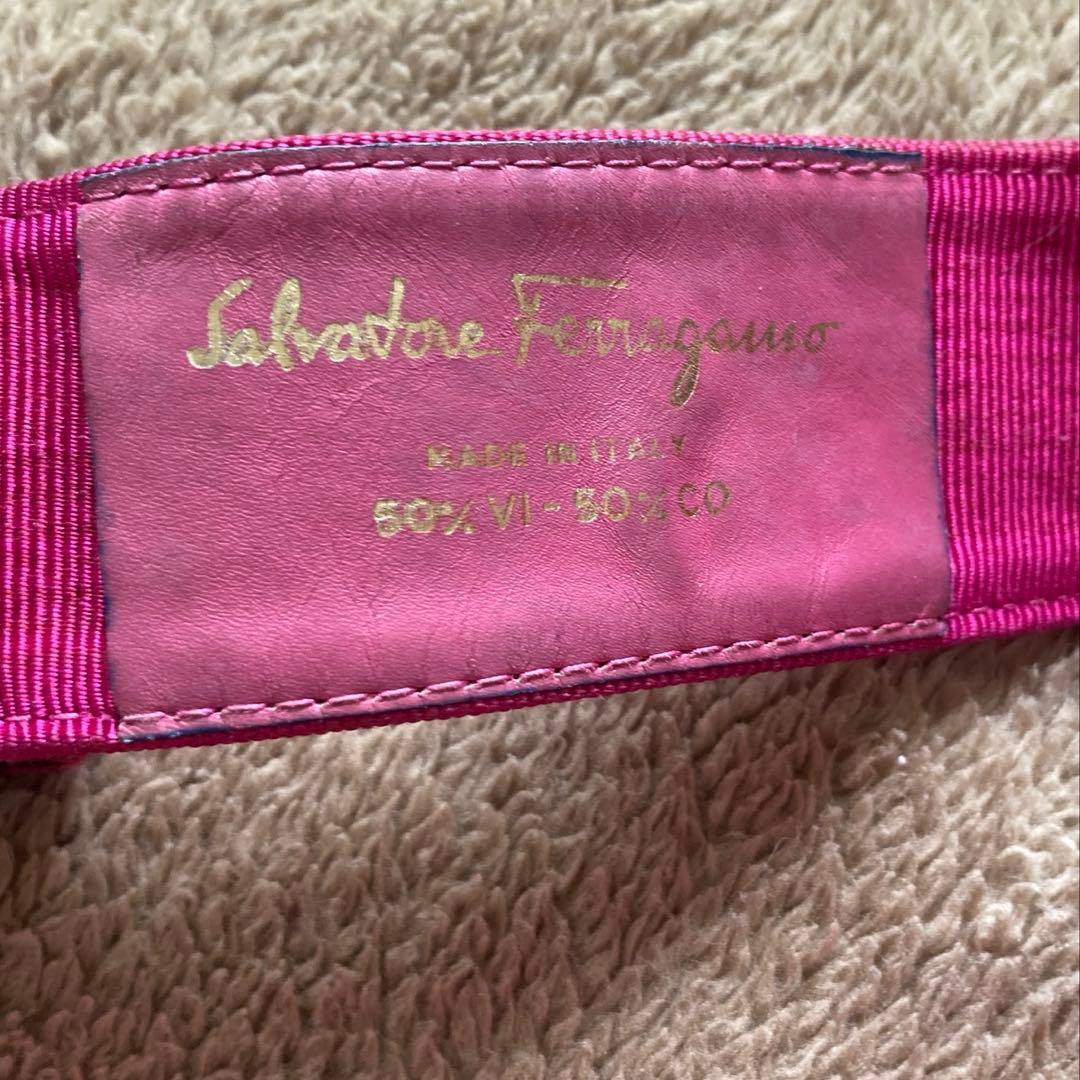 Salvatore Ferragamo
MADE IN ITALY
50% VI - 50% CO